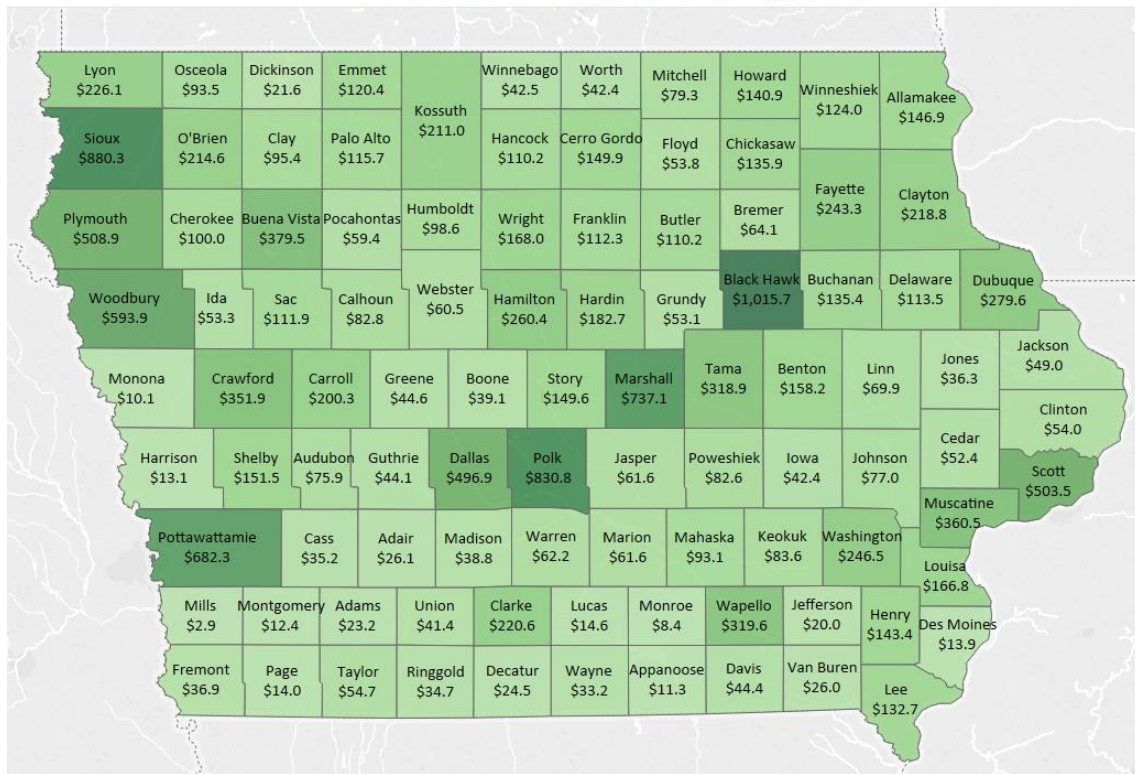 Lyon
$226.1
Osceola
$93.5
Dickinson
$21.6
Emmet
$120.4
Kossuth
$211.0
Winnebago
$42.5
Worth
$42.4
Mitchell
$79.3
Howard
$140.9
Winneshiek
$124.0
Allamakee
$146.9
Sioux
$880.3
O'Brien
$214.6
Clay
$95.4
Palo Alto
$115.7
Hancock
$110.2
Cerro Gordo
$149.9
Floyd
$53.8
Chickasaw
$135.9
Plymouth
$508.9
Cherokee
$100.0
Buena Vista
$379.5
Pocahontas
$59.4
Humboldt
$98.6
Wright
$168.0
Franklin
$112.3
Butler
$110.2
Bremer
$64.1
Fayette
$243.3
Clayton
$218.8
Woodbury
$593.9
Ida
$53.3
Sac
$111.9
Calhoun
$82.8
Webster
$60.5
Hamilton
$260.4
Hardin
$182.7
Grundy
$53.1
Black Hawk
$1,015.7
Buchanan
$135.4
Delaware
$113.5
Dubuque
$279.6
Monona
$10.1
Crawford
$351.9
Carroll
$200.3
Greene
$44.6
Boone
$39.1
Story
$149.6
Marshall
$737.1
Tama
$318.9
Benton
$158.2
Linn
$69.9
Jones
$36.3
Jackson
$49.0
Clinton
$54.0
Harrison
$13.1
Shelby
$151.5
Audubon
$75.9
Guthrie
$44.1
Dallas
$496.9
Polk
$830.8
Jasper
$61.6
Poweshiek
$82.6
Iowa
$42.4
Johnson
$77.0
Cedar
$52.4
Scott
$503.5
Muscatine
$360.5
Pottawattamie
$682.3
Cass
$35.2
Adair
$26.1
Madison
$38.8
Warren
$62.2
Marion
$61.6
Mahaska
$93.1
Keokuk
$83.6
Washington
$246.5
Louisa
$166.8
Mills
$2.9
Montgomery
$12.4
Adams
$23.2
Union
$41.4
Clarke
$220.6
Lucas
$14.6
Monroe
$8.4
Wapello
$319.6
Jefferson
$20.0
Henry
$143.4
Des Moines
$13.9
Fremont
$36.9
Page
$14.0
Taylor
$54.7
Ringgold
$34.7
Decatur
$24.5
Wayne
$33.2
Appanoose
$11.3
Davis
$44.4
Van Buren
$26.0
Lee
$132.7